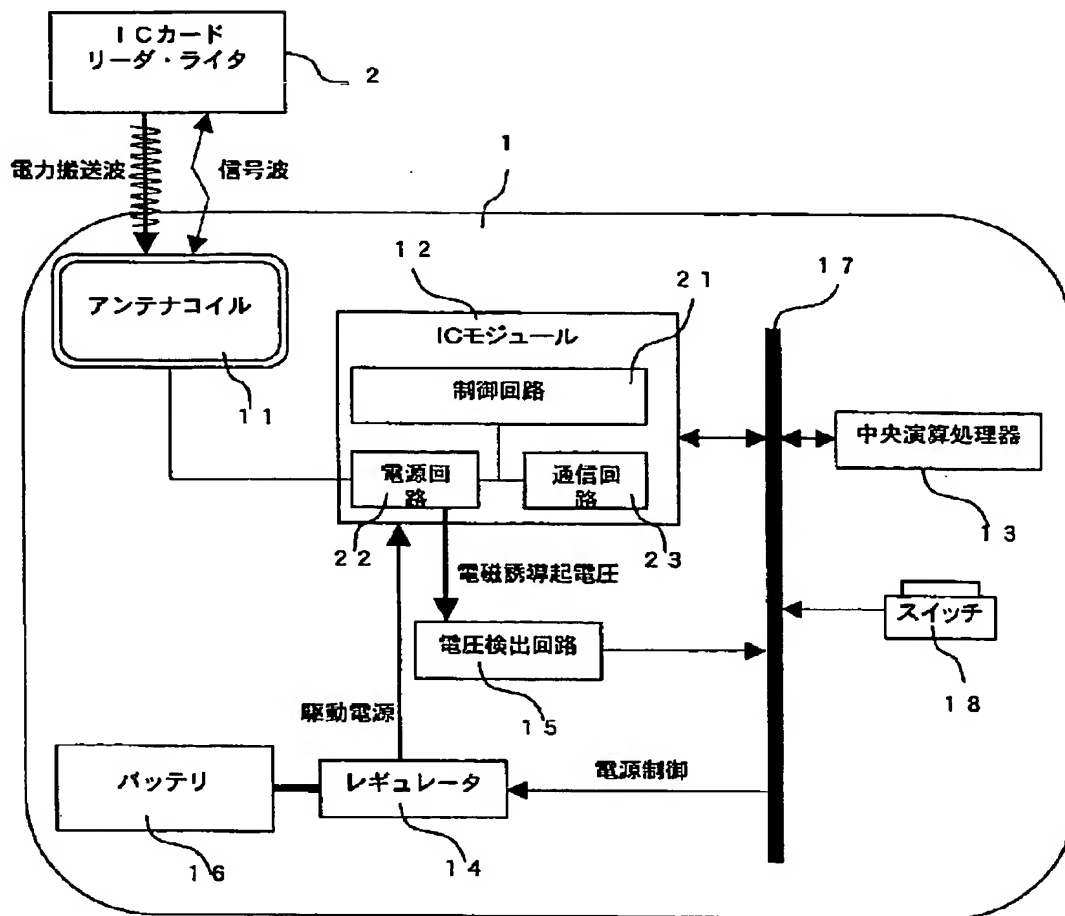 ICカード
リーダ・ライタ
2
電力搬送波
信号波
1
アンテナコイル
11
12
ICモジュール
21
制御回路
電源回
路
22
通信回
路
23
17
中央演算処理器
13
スイッチ
18
電磁誘導起電圧
電圧検出回路
15
駆動電源
バッテリ
16
レギュレータ
14
電源制御